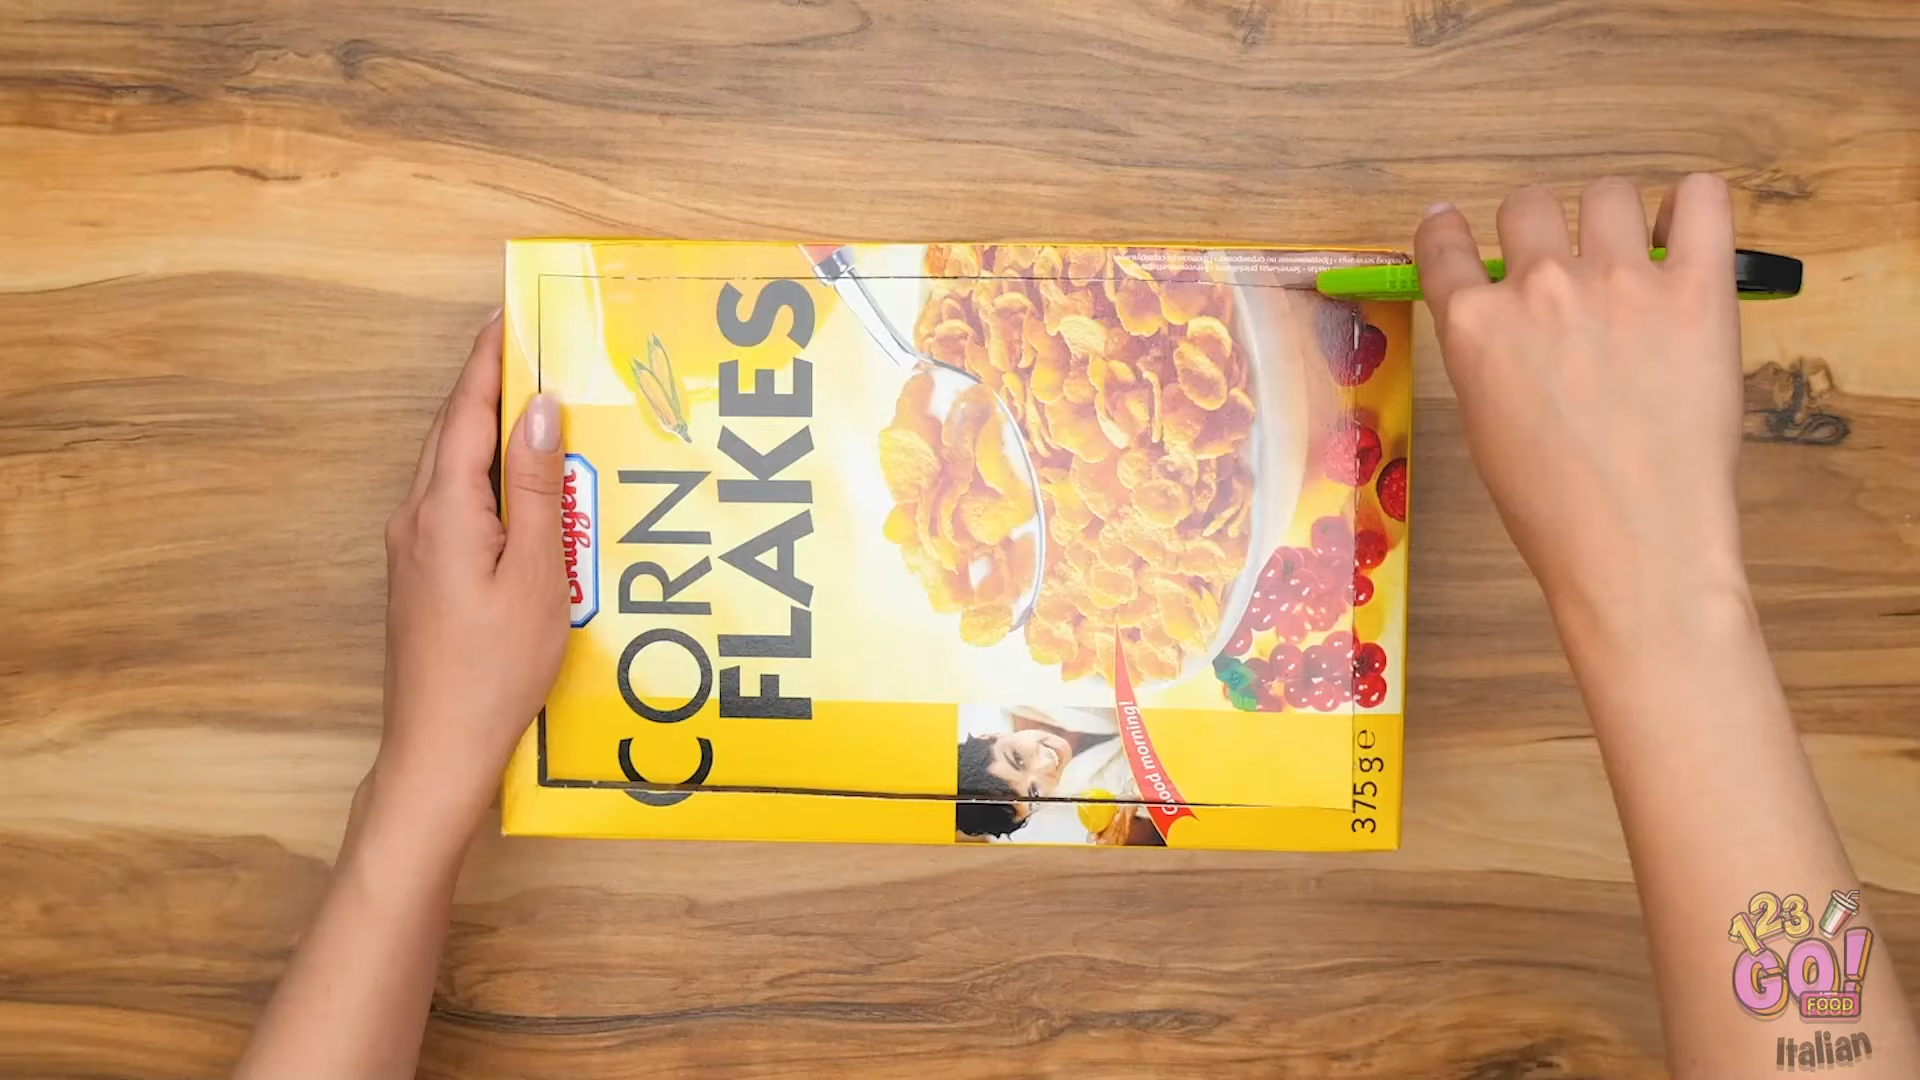 Brüggen
CORN
FLAKES
Good morning!
375 g e
123
GO!
FOOD
Italian